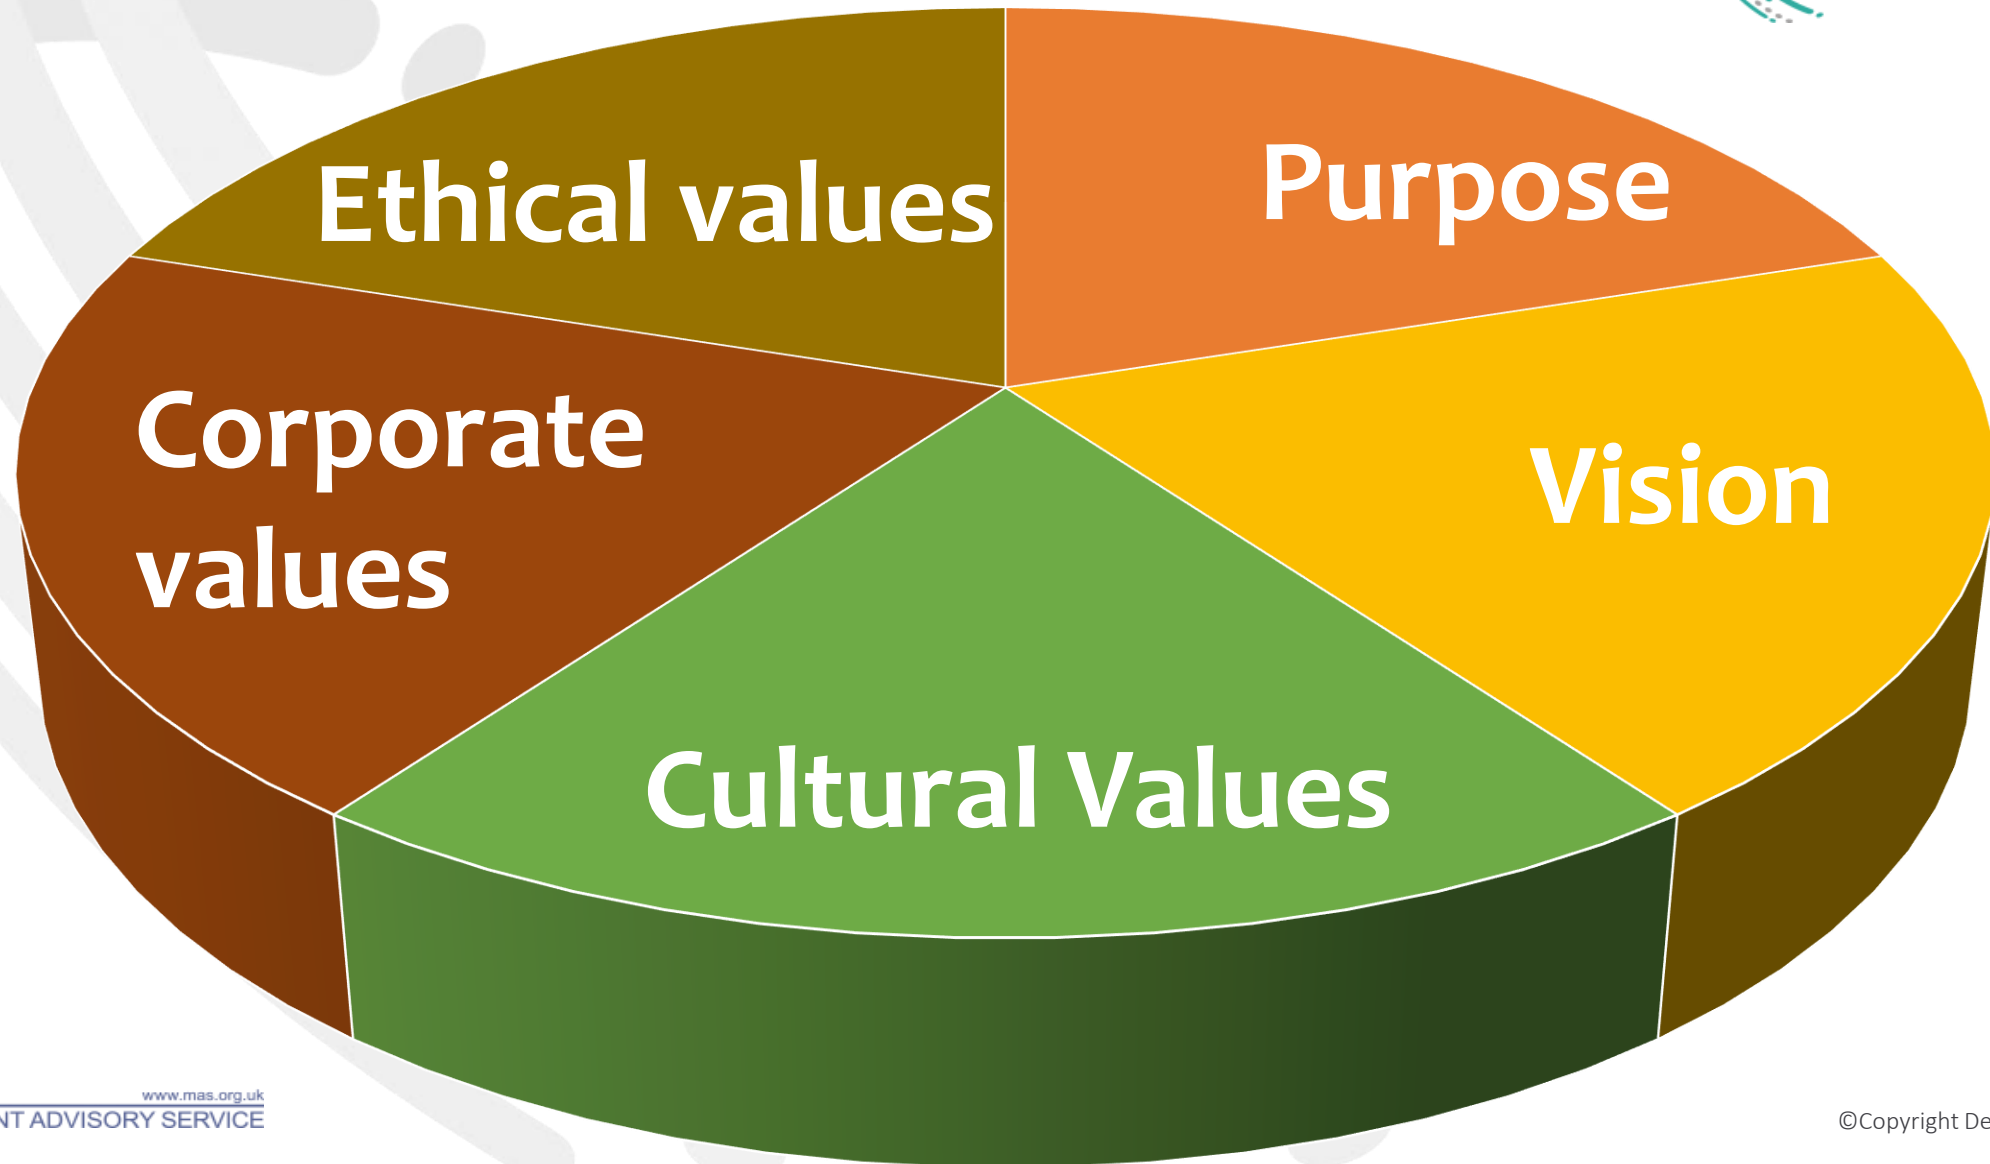 Ethical values
Purpose
Corporate
values
Vision
Cultural Values
www.mas.org.uk
NT ADVISORY SERVICE
©Copyright De